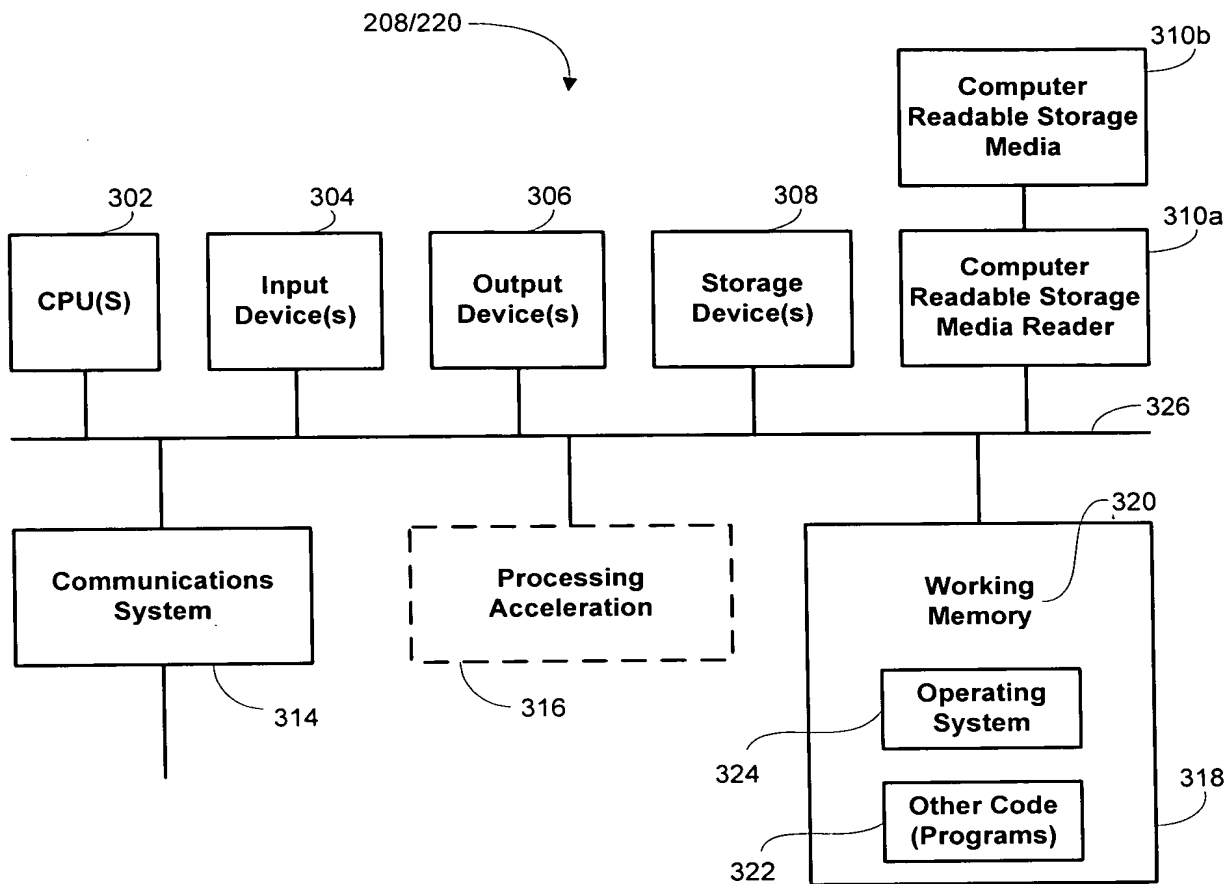 208/220
310b
Computer
Readable Storage
Media
302
304
306
308
310a
CPU(S)
Input
Device(s)
Output
Device(s)
Storage
Device(s)
Computer
Readable Storage
Media Reader
326
320
Communications
System
Processing
Acceleration
Working
Memory
314
316
Operating
System
324
318
Other Code
(Programs)
322